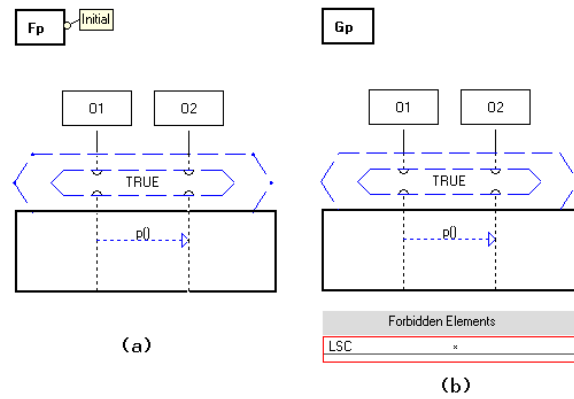 Fp
Initial
Gp
O1
O2
O1
O2
TRUE
TRUE
p()
p()
Forbidden Elements
LSC ×
(a)
(b)